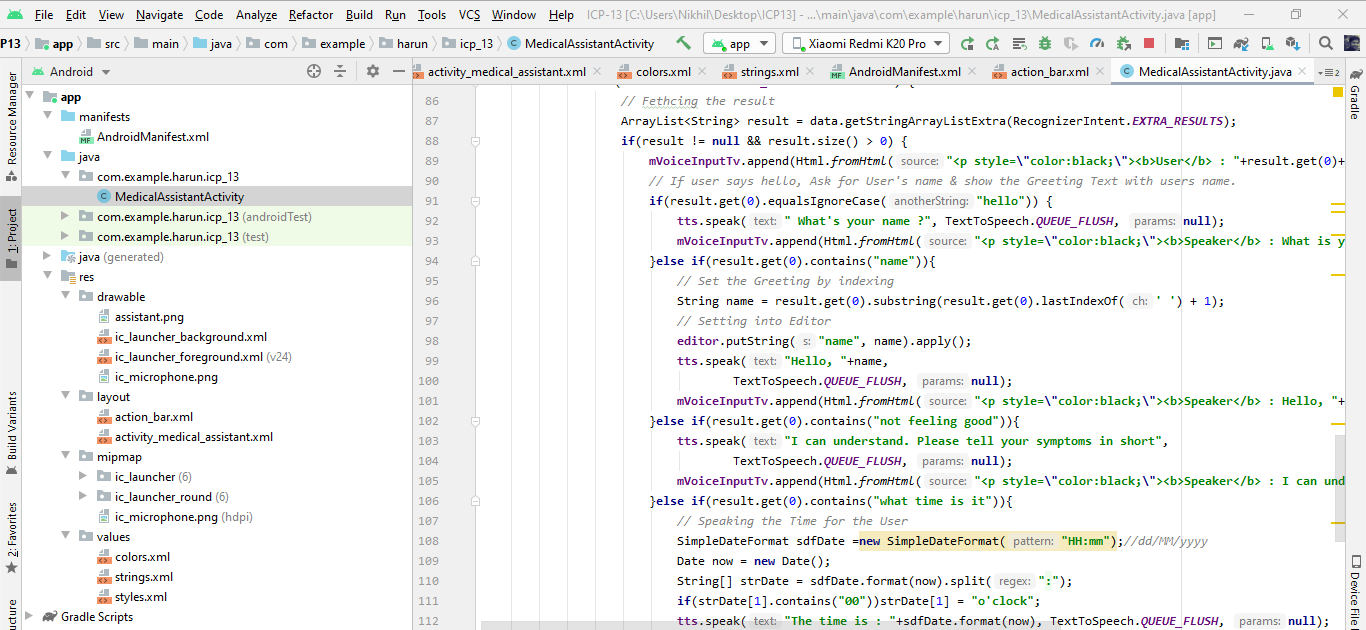 File Edit View Navigate Code Analyze Refactor Build Run Tools VCS Window Help ICP-13 [C:\Users\Nikhil\Desktop\ICP13] - ...\main\java\com\example\harun\icp_13\MedicalAssistantActivity.java [app]
P13 app src main java com example harun icp_13 MedicalAssistantActivity app Xiaomi Redmi K20 Pro
Android activity_medical_assistant.xml colors.xml strings.xml AndroidManifest.xml action_bar.xml MedicalAssistantActivity.java 2
Resource Manager
1: Project
Build Variants
2: Favorites
ucture
app
manifests
AndroidManifest.xml
java
com.example.harun.icp_13
MedicalAssistantActivity
com.example.harun.icp_13 (androidTest)
com.example.harun.icp_13 (test)
java (generated)
res
drawable
assistant.png
ic_launcher_background.xml
ic_launcher_foreground.xml (v24)
ic_microphone.png
layout
action_bar.xml
activity_medical_assistant.xml
mipmap
ic_launcher (6)
ic_launcher_round (6)
ic_microphone.png (hdpi)
values
colors.xml
strings.xml
styles.xml
Gradle Scripts
86 // Fethcing the result
87 ArrayList<String> result = data.getStringArrayListExtra(RecognizerIntent.EXTRA_RESULTS);
88 if(result != null && result.size() > 0) {
89 mVoiceInputTv.append(Html.fromHtml( source: "<p style=\"color:black;\"><b>User</b> : "+result.get(0)+
90 // If user says hello, Ask for User's name & show the Greeting Text with users name.
91 if(result.get(0).equalsIgnoreCase( anotherString: "hello")) {
92 tts.speak( text: " What's your name ?", TextToSpeech.QUEUE_FLUSH, params: null);
93 mVoiceInputTv.append(Html.fromHtml( source: "<p style=\"color:black;\"><b>Speaker</b> : What is y
94 }else if(result.get(0).contains("name")){
95 // Set the Greeting by indexing
96 String name = result.get(0).substring(result.get(0).lastIndexOf( ch: ' ') + 1);
97 // Setting into Editor
98 editor.putString( s: "name", name).apply();
99 tts.speak( text: "Hello, "+name,
100 TextToSpeech.QUEUE_FLUSH, params: null);
101 mVoiceInputTv.append(Html.fromHtml( source: "<p style=\"color:black;\"><b>Speaker</b> : Hello, "+
102 }else if(result.get(0).contains("not feeling good")){
103 tts.speak( text: "I can understand. Please tell your symptoms in short",
104 TextToSpeech.QUEUE_FLUSH, params: null);
105 mVoiceInputTv.append(Html.fromHtml( source: "<p style=\"color:black;\"><b>Speaker</b> : I can und
106 }else if(result.get(0).contains("what time is it")){
107 // Speaking the Time for the User
108 SimpleDateFormat sdfDate =new SimpleDateFormat( pattern: "HH:mm");//dd/MM/yyyy
109 Date now = new Date();
110 String[] strDate = sdfDate.format(now).split( regex: ":");
111 if(strDate[1].contains("00"))strDate[1] = "o'clock";
112 tts.speak( text: "The time is : "+sdfDate.format(now), TextToSpeech.QUEUE_FLUSH, params: null);
Gradle
Device File